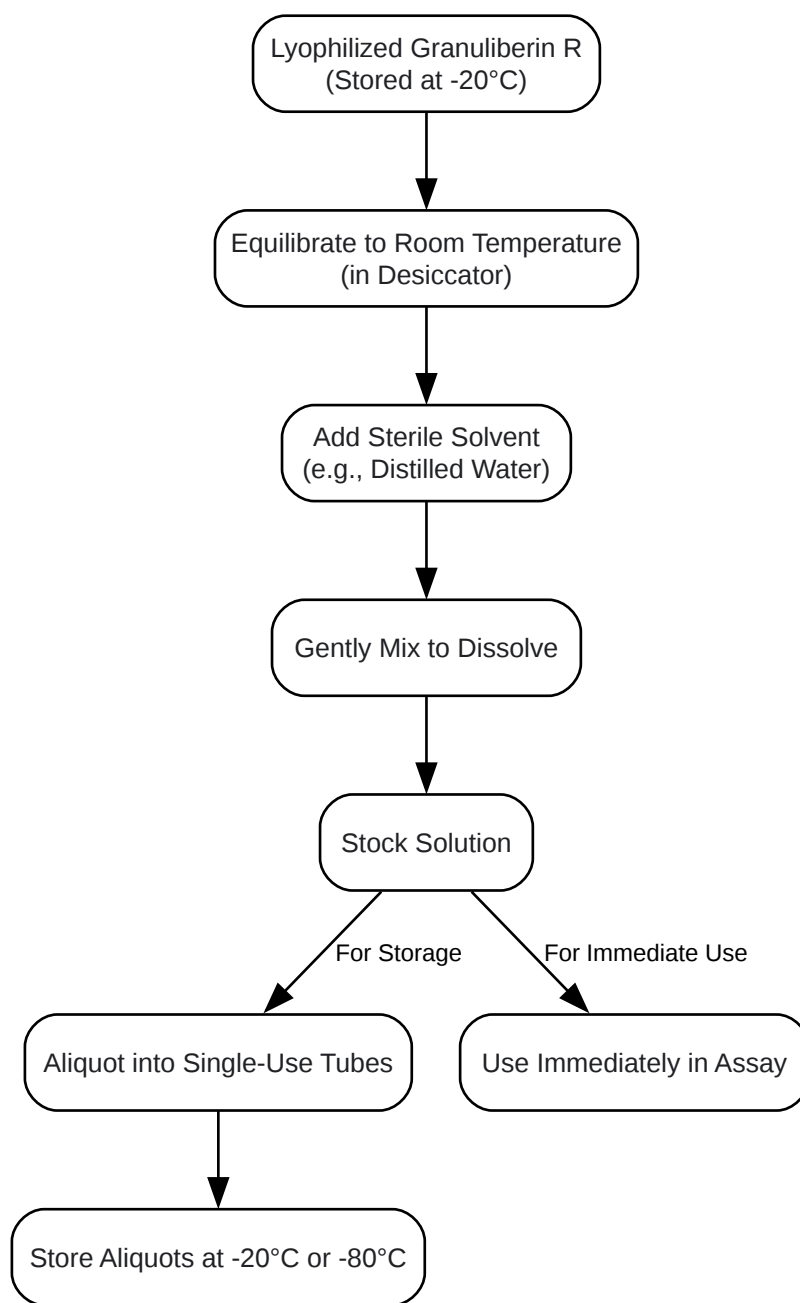 Lyophilized Granuliberin R
(Stored at -20°C)
Equilibrate to Room Temperature
(in Desiccator)
Add Sterile Solvent
(e.g., Distilled Water)
Gently Mix to Dissolve
Stock Solution
For Storage
For Immediate Use
Aliquot into Single-Use Tubes
Use Immediately in Assay
Store Aliquots at -20°C or -80°C